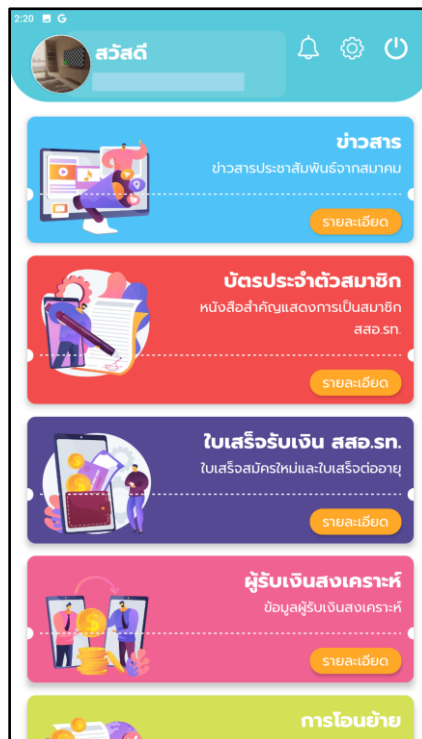 2:20 G
สวัสดี
ข่าวสาร
ข่าวสารประชาสัมพันธ์จากสมาคม
รายละเอียด
บัตรประจำตัวสมาชิก
หนังสือสำคัญแสดงการเป็นสมาชิก
สสอ.รท.
รายละเอียด
ใบเสร็จรับเงิน สสอ.รท.
ใบเสร็จสมัครใหม่และใบเสร็จต่ออายุ
รายละเอียด
ผู้รับเงินสงเคราะห์
ข้อมูลผู้รับเงินสงเคราะห์
รายละเอียด
การโอนย้าย